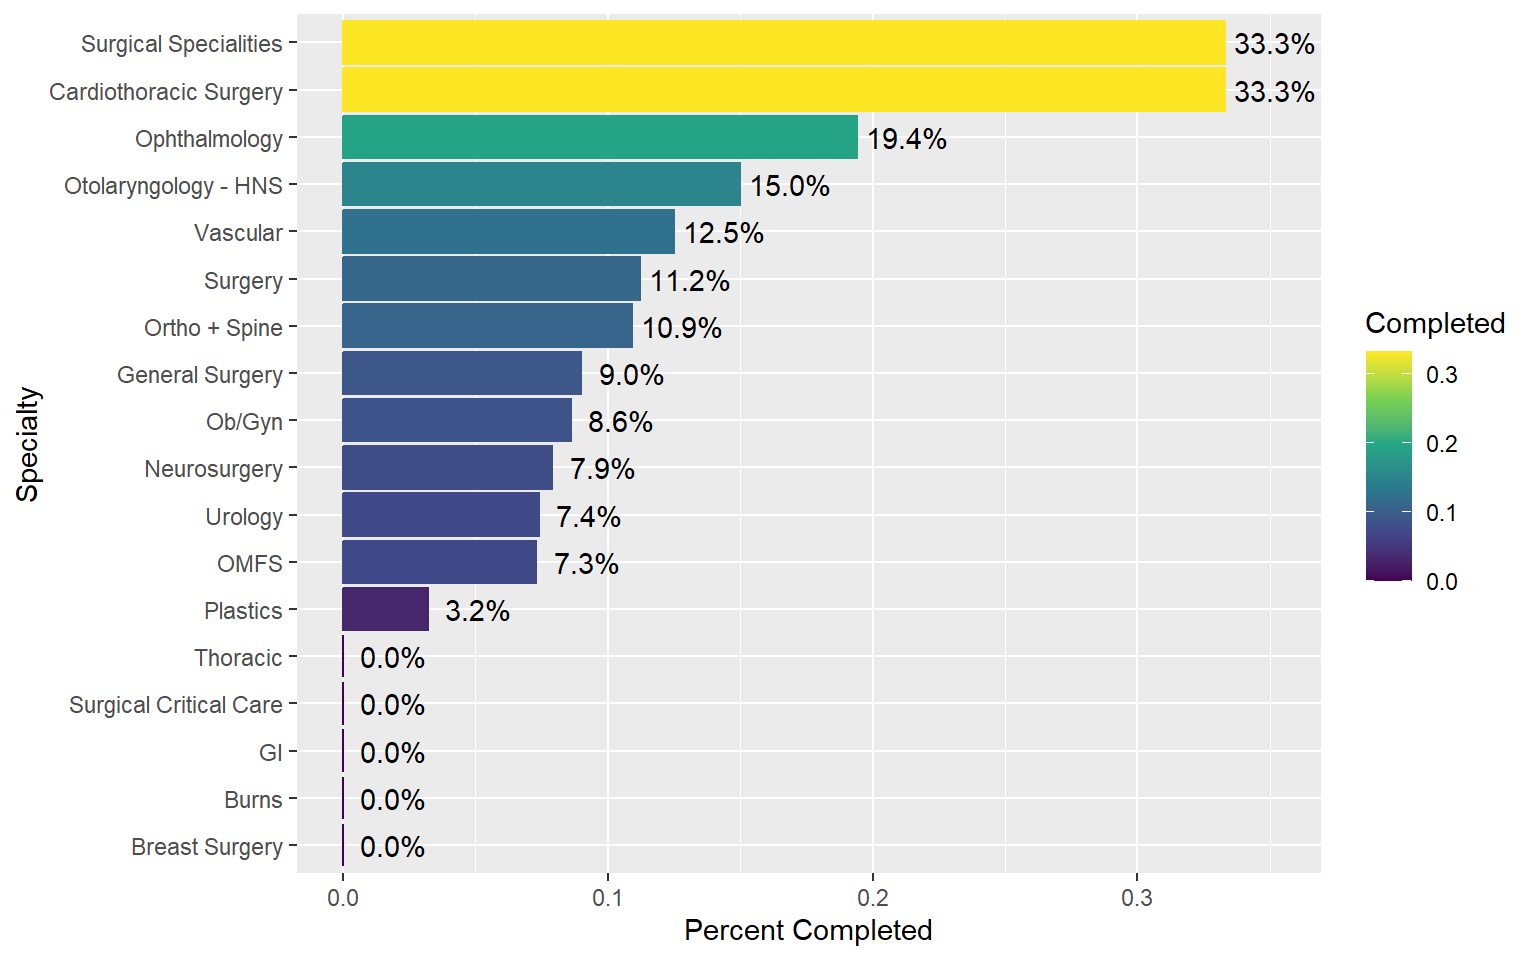 Surgical Specialities 33.3%
Cardiothoracic Surgery 33.3%
Ophthalmology 19.4%
Otolaryngology - HNS 15.0%
Vascular 12.5%
Surgery 11.2%
Ortho + Spine 10.9%
General Surgery 9.0%
Ob/Gyn 8.6%
Neurosurgery 7.9%
Urology 7.4%
OMFS 7.3%
Plastics 3.2%
Thoracic 0.0%
Surgical Critical Care 0.0%
GI 0.0%
Burns 0.0%
Breast Surgery 0.0%
0.0 0.1 0.2 0.3
Percent Completed
Specialty
Completed
0.3
0.2
0.1
0.0